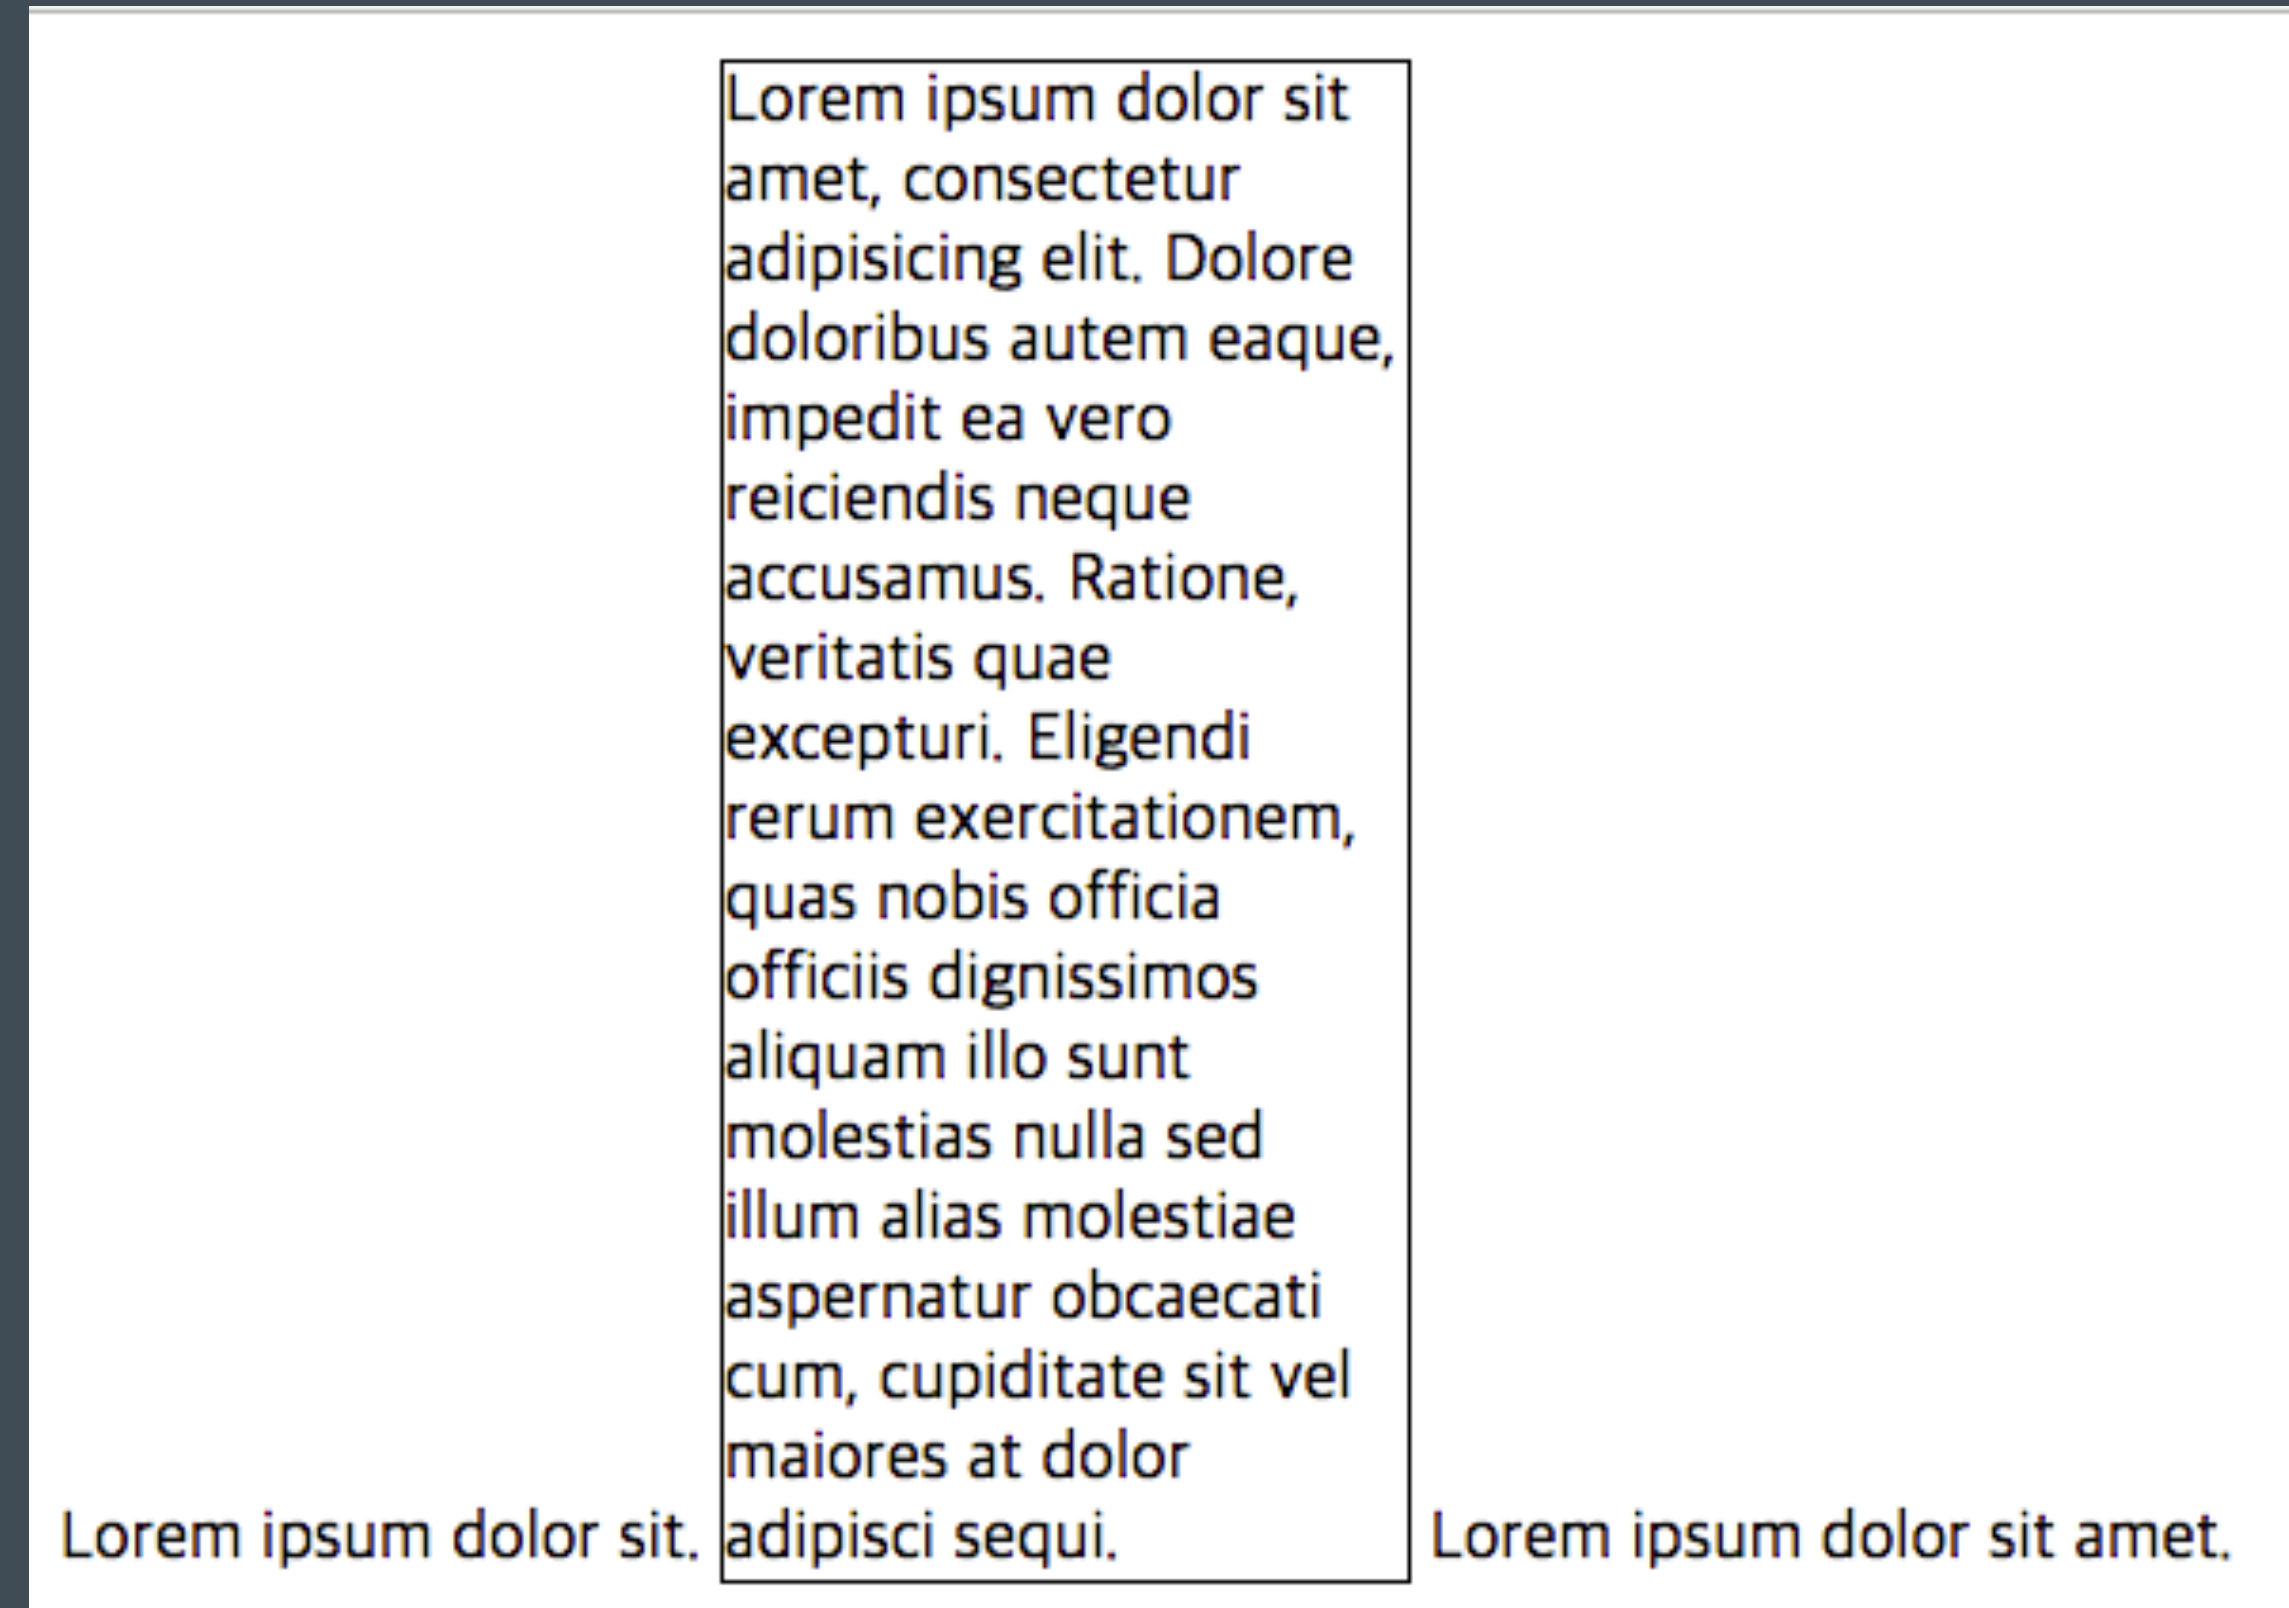 Lorem ipsum dolor sit
amet, consectetur
adipisicing elit. Dolore
doloribus autem eaque,
impedit ea vero
reiciendis neque
accusamus. Ratione,
veritatis quae
excepturi. Eligendi
rerum exercitationem,
quas nobis officia
officiis dignissimos
aliquam illo sunt
molestias nulla sed
illum alias molestiae
aspernatur obcaecati
cum, cupiditate sit vel
maiores at dolor
Lorem ipsum dolor sit. adipisci sequi. Lorem ipsum dolor sit amet.